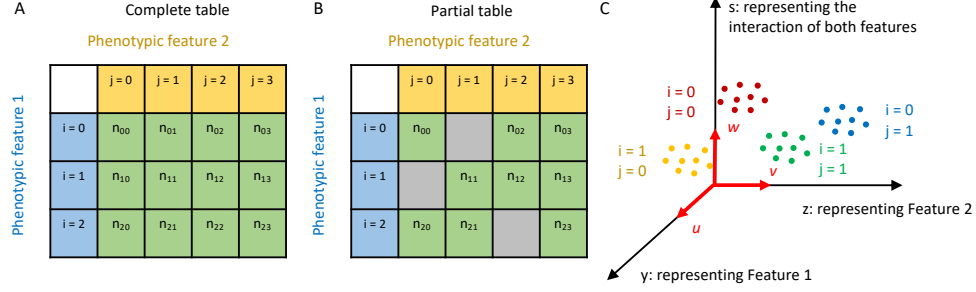 A
Complete table
Phenotypic feature 2
Phenotypic feature 1
j = 0 j = 1 j = 2 j = 3
i = 0 n₀₀ n₀₁ n₀₂ n₀₃
i = 1 n₁₀ n₁₁ n₁₂ n₁₃
i = 2 n₂₀ n₂₁ n₂₂ n₂₃
B
Partial table
Phenotypic feature 2
Phenotypic feature 1
j = 0 j = 1 j = 2 j = 3
i = 0 n₀₀ n₀₂ n₀₃
i = 1 n₁₁ n₁₂ n₁₃
i = 2 n₂₀ n₂₁ n₂₃
C
s: representing the
interaction of both features
i = 0
j = 0
w
i = 0
j = 1
i = 1
j = 0
i = 1
j = 1
v
u
z: representing Feature 2
y: representing Feature 1